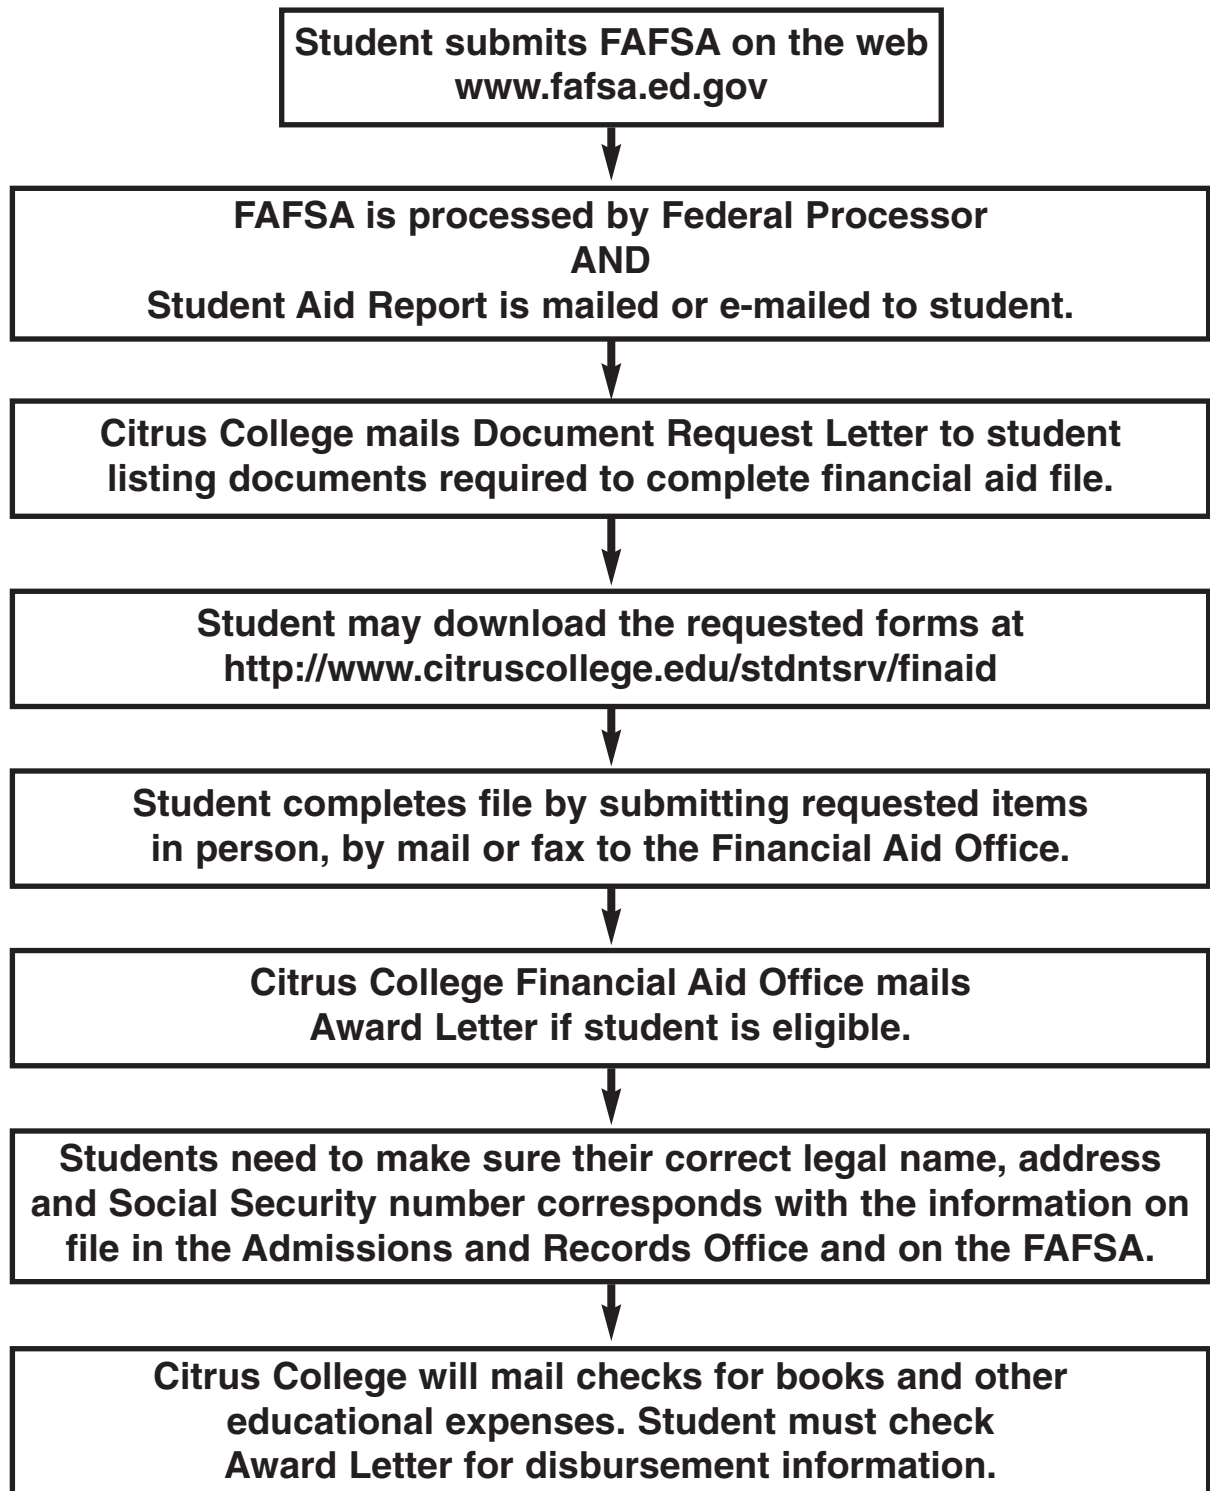 Student submits FAFSA on the web
www.fafsa.ed.gov
FAFSA is processed by Federal Processor
AND
Student Aid Report is mailed or e-mailed to student.
Citrus College mails Document Request Letter to student
listing documents required to complete financial aid file.
Student may download the requested forms at
http://www.citruscollege.edu/stdntsrv/finaid
Student completes file by submitting requested items
in person, by mail or fax to the Financial Aid Office.
Citrus College Financial Aid Office mails
Award Letter if student is eligible.
Students need to make sure their correct legal name, address
and Social Security number corresponds with the information on
file in the Admissions and Records Office and on the FAFSA.
Citrus College will mail checks for books and other
educational expenses. Student must check
Award Letter for disbursement information.